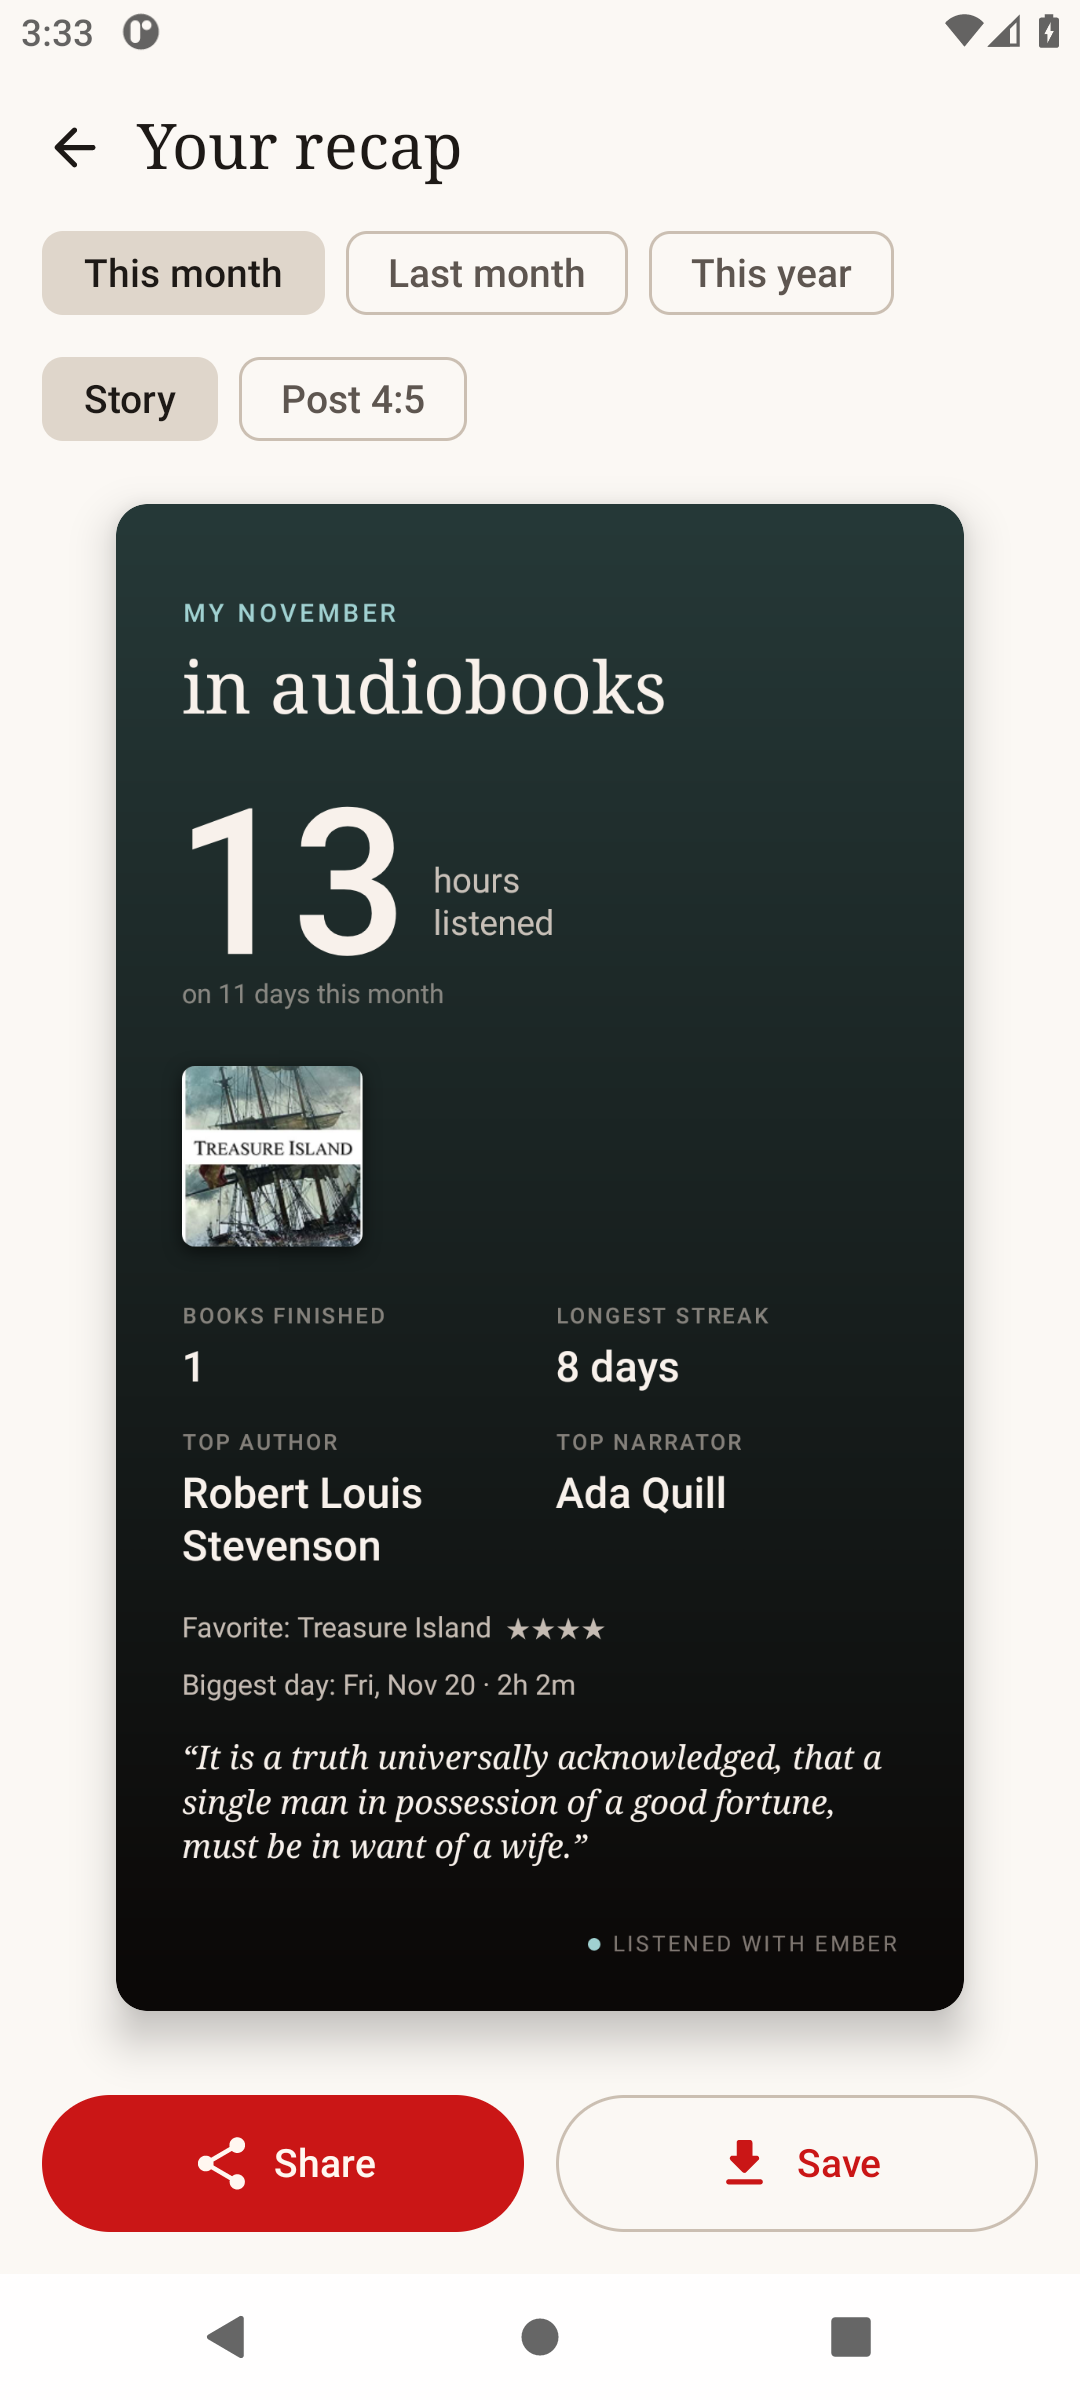 3:33
Your recap
This month
Last month
This year
Story
Post 4:5
MY NOVEMBER
in audiobooks
13
hours
listened
on 11 days this month
TREASURE ISLAND
BOOKS FINISHED
1
LONGEST STREAK
8 days
TOP AUTHOR
Robert Louis
Stevenson
TOP NARRATOR
Ada Quill
Favorite: Treasure Island ★★★★
Biggest day: Fri, Nov 20 · 2h 2m
“It is a truth universally acknowledged, that a
single man in possession of a good fortune,
must be in want of a wife.”
LISTENED WITH EMBER
Share
Save